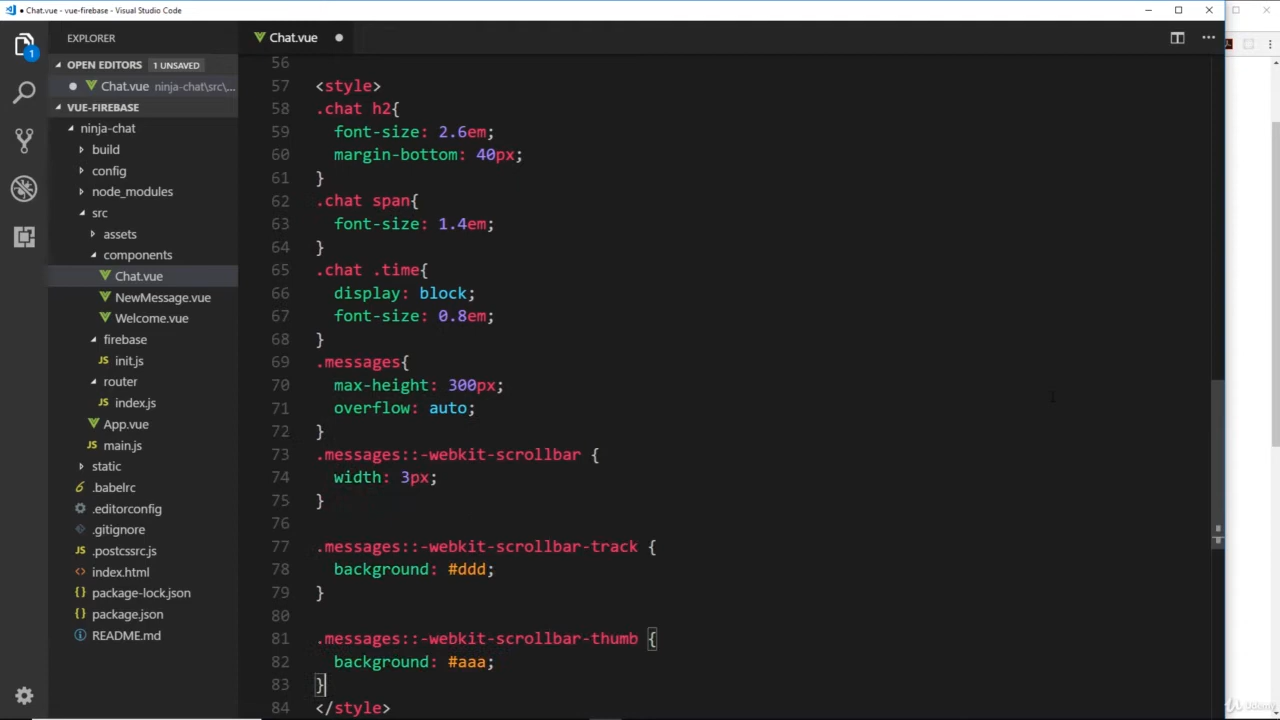 Chat.vue - vue-firebase - Visual Studio Code
EXPLORER
OPEN EDITORS 1 UNSAVED
Chat.vue ninja-chat\src\...
VUE-FIREBASE
ninja-chat
build
config
node_modules
src
assets
components
Chat.vue
NewMessage.vue
Welcome.vue
firebase
JS init.js
router
JS index.js
App.vue
JS main.js
static
.babelrc
.editorconfig
.gitignore
JS .postcssrc.js
<> index.html
{} package-lock.json
{} package.json
README.md
1
Chat.vue
56
57 <style>
58 .chat h2{
59 font-size: 2.6em;
60 margin-bottom: 40px;
61 }
62 .chat span{
63 font-size: 1.4em;
64 }
65 .chat .time{
66 display: block;
67 font-size: 0.8em;
68 }
69 .messages{
70 max-height: 300px;
71 overflow: auto;
72 }
73 .messages::-webkit-scrollbar {
74 width: 3px;
75 }
76
77 .messages::-webkit-scrollbar-track {
78 background: #ddd;
79 }
80
81 .messages::-webkit-scrollbar-thumb {
82 background: #aaa;
83 }
84 </style>
Udemy